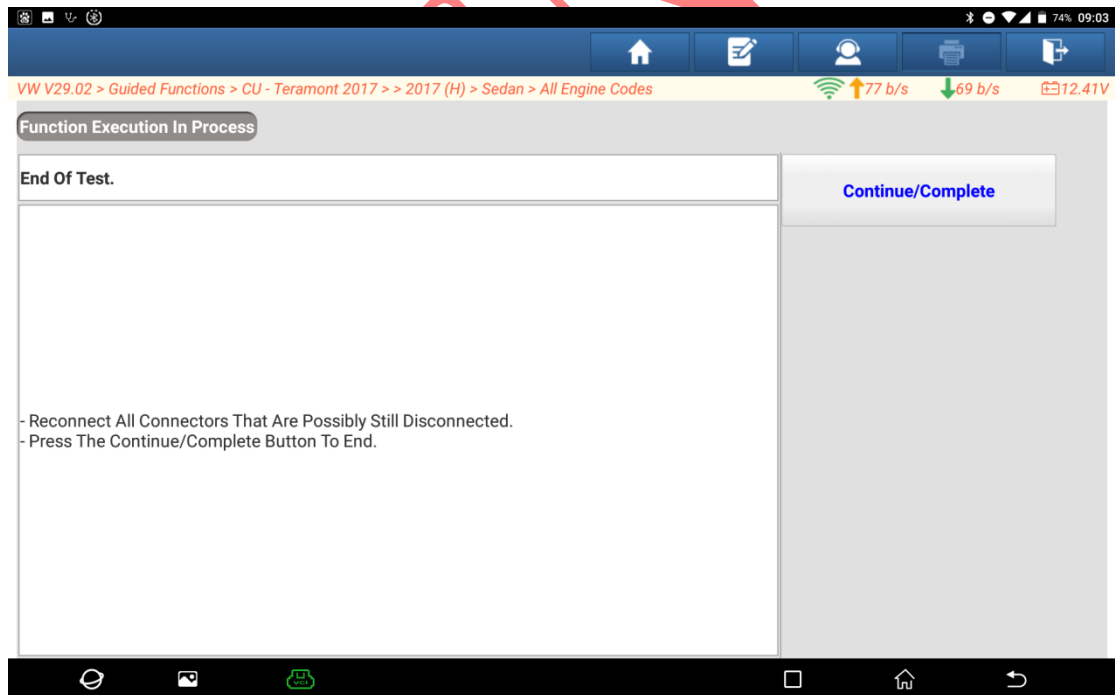 74% 09:03
VW V29.02 > Guided Functions > CU - Teramont 2017 > > 2017 (H) > Sedan > All Engine Codes 77 b/s 69 b/s 12.41V
Function Execution In Process
End Of Test.
Continue/Complete
- Reconnect All Connectors That Are Possibly Still Disconnected.
- Press The Continue/Complete Button To End.
VCI